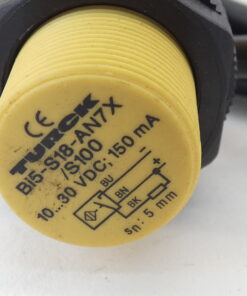 CE
TURCK
Bi5-S18-AN7X
/S100
10...30 VDC; 150 mA
BU
BN
BK
+
sn: 5 mm